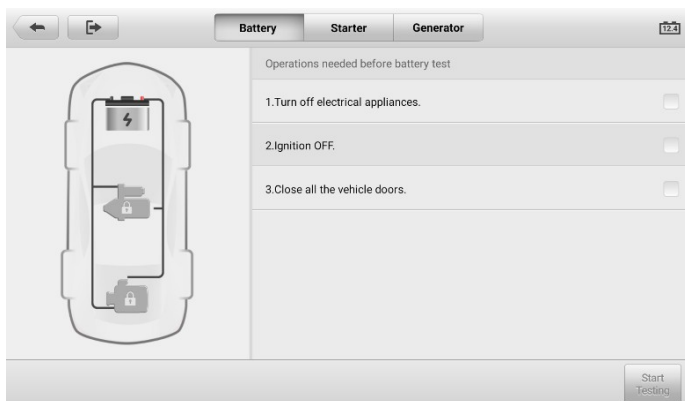 Battery Starter Generator
12.4
Operations needed before battery test
1.Turn off electrical appliances.
2.Ignition OFF.
3.Close all the vehicle doors.
Start
Testing